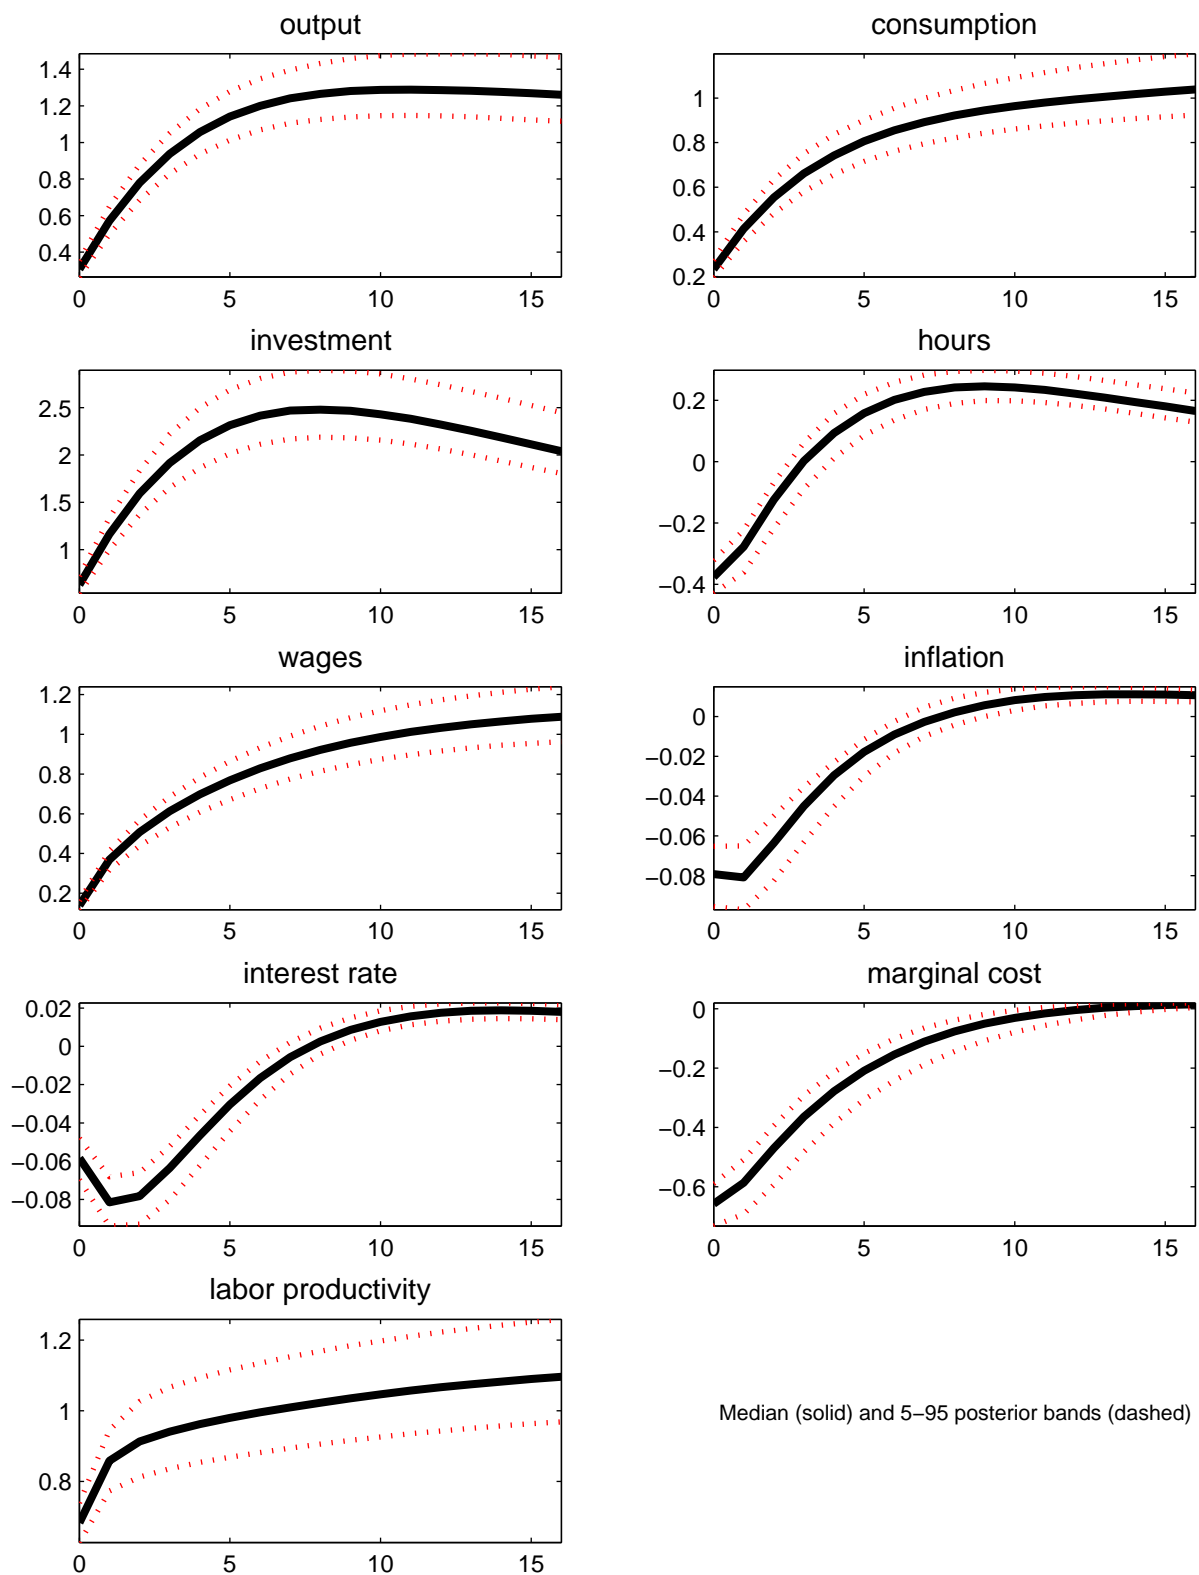 output
1.4
1.2
1
0.8
0.6
0.4
0 5 10 15
consumption
1
0.8
0.6
0.4
0.2
0 5 10 15
investment
2.5
2
1.5
1
0 5 10 15
hours
0.2
0
−0.2
−0.4
0 5 10 15
wages
1.2
1
0.8
0.6
0.4
0.2
0 5 10 15
inflation
0
−0.02
−0.04
−0.06
−0.08
0 5 10 15
interest rate
0.02
0
−0.02
−0.04
−0.06
−0.08
0 5 10 15
marginal cost
0
−0.2
−0.4
−0.6
0 5 10 15
labor productivity
1.2
1
0.8
0 5 10 15
Median (solid) and 5−95 posterior bands (dashed)